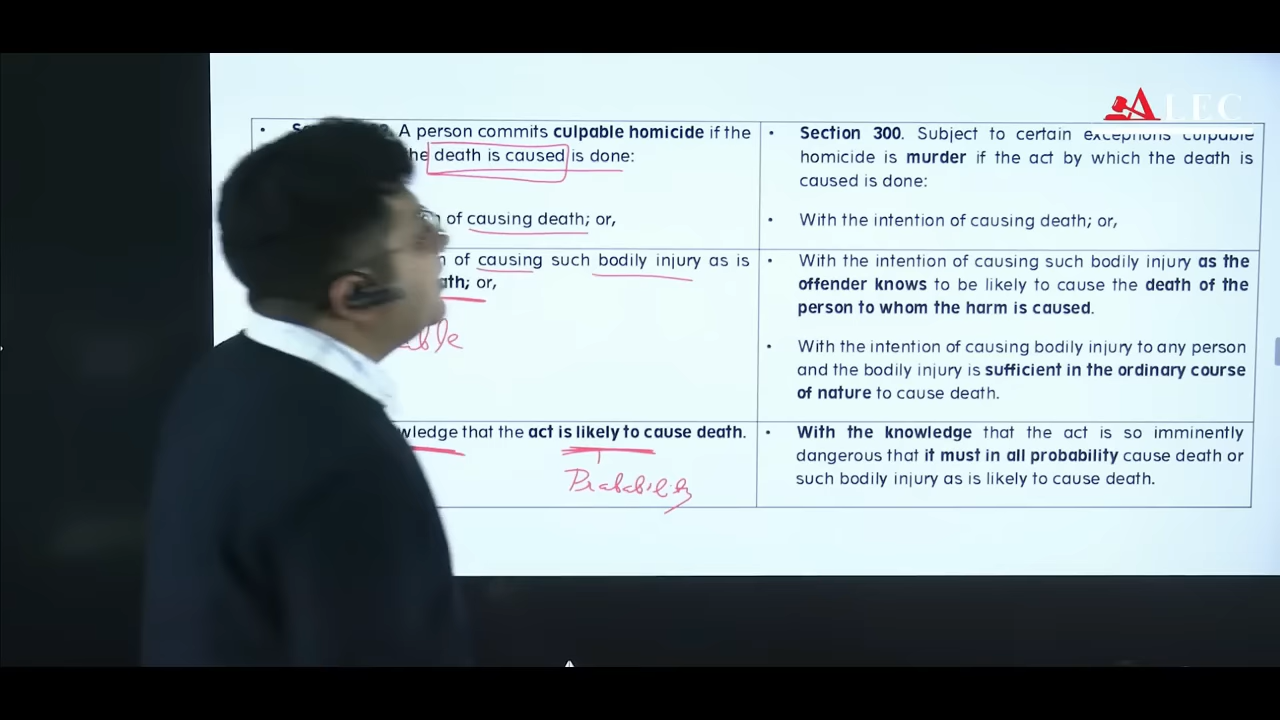 ALEC
A person commits culpable homicide if the
death is caused is done:
of causing death; or,
of causing such bodily injury as is
or,
act is likely to cause death.
that the
Probability
• Section 300. Subject to certain exceptions culpable
homicide is murder if the act by which the death is
caused is done:
• With the intention of causing death; or,
• With the intention of causing such bodily injury as the
offender knows to be likely to cause the death of the
person to whom the harm is caused.
• With the intention of causing bodily injury to any person
and the bodily injury is sufficient in the ordinary course
of nature to cause death.
• With the knowledge that the act is so imminently
dangerous that it must in all probability cause death or
such bodily injury as is likely to cause death.